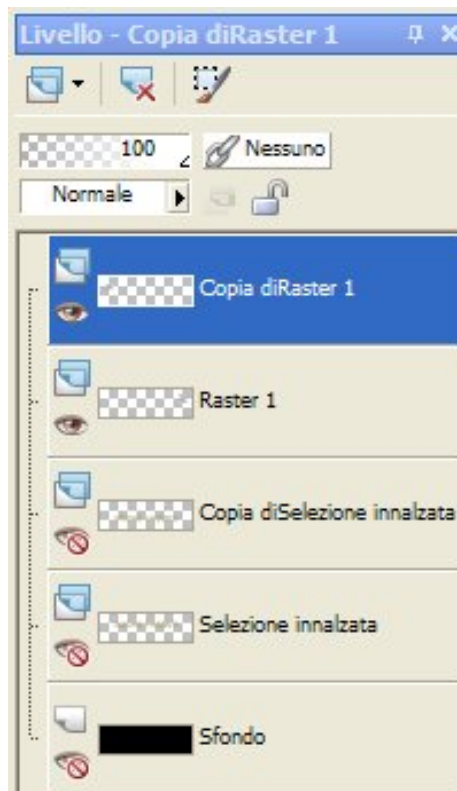 Livello - Copia diRaster 1
100
Nessuno
Normale
Copia diRaster 1
Raster 1
Copia diSelezione innalzata
Selezione innalzata
Sfondo